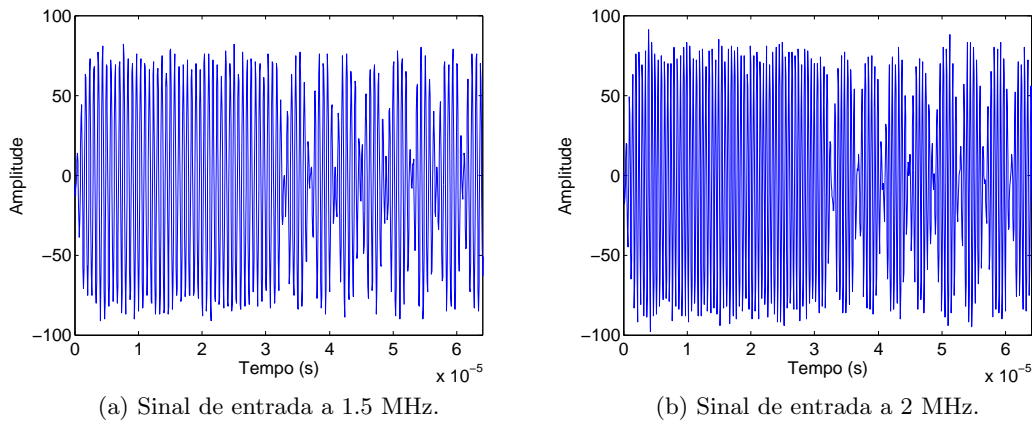 100
50
0
−50
−100
Amplitude
0 1 2 3 4 5 6
x 10⁻⁵
Tempo (s)
(a) Sinal de entrada a 1.5 MHz.
100
50
0
−50
−100
Amplitude
0 1 2 3 4 5 6
x 10⁻⁵
Tempo (s)
(b) Sinal de entrada a 2 MHz.